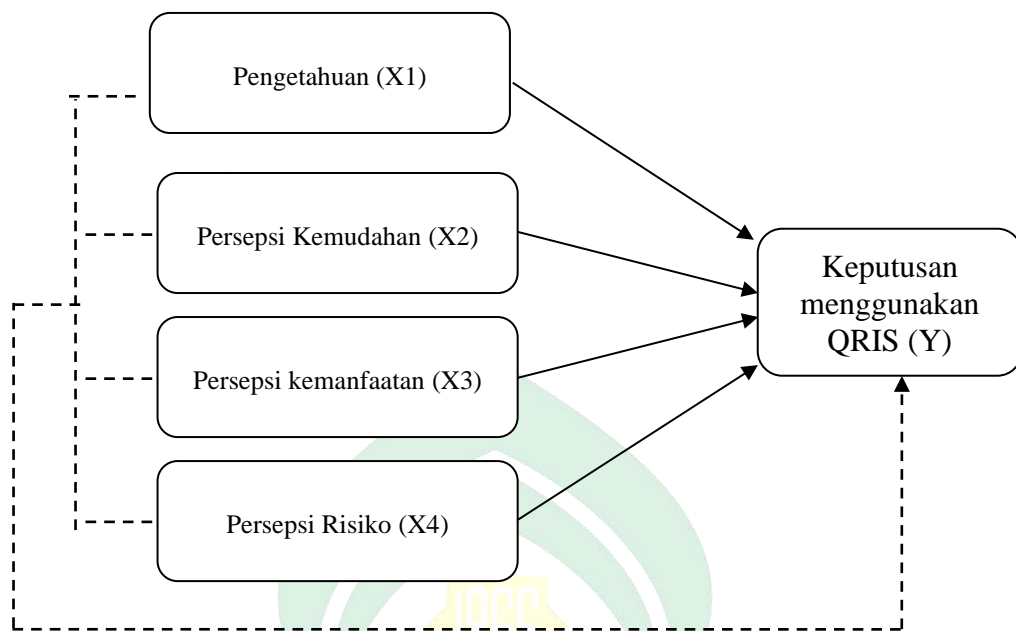 Pengetahuan (X1)
Persepsi Kemudahan (X2)
Persepsi kemanfaatan (X3)
Persepsi Risiko (X4)
Keputusan
menggunakan
QRIS (Y)